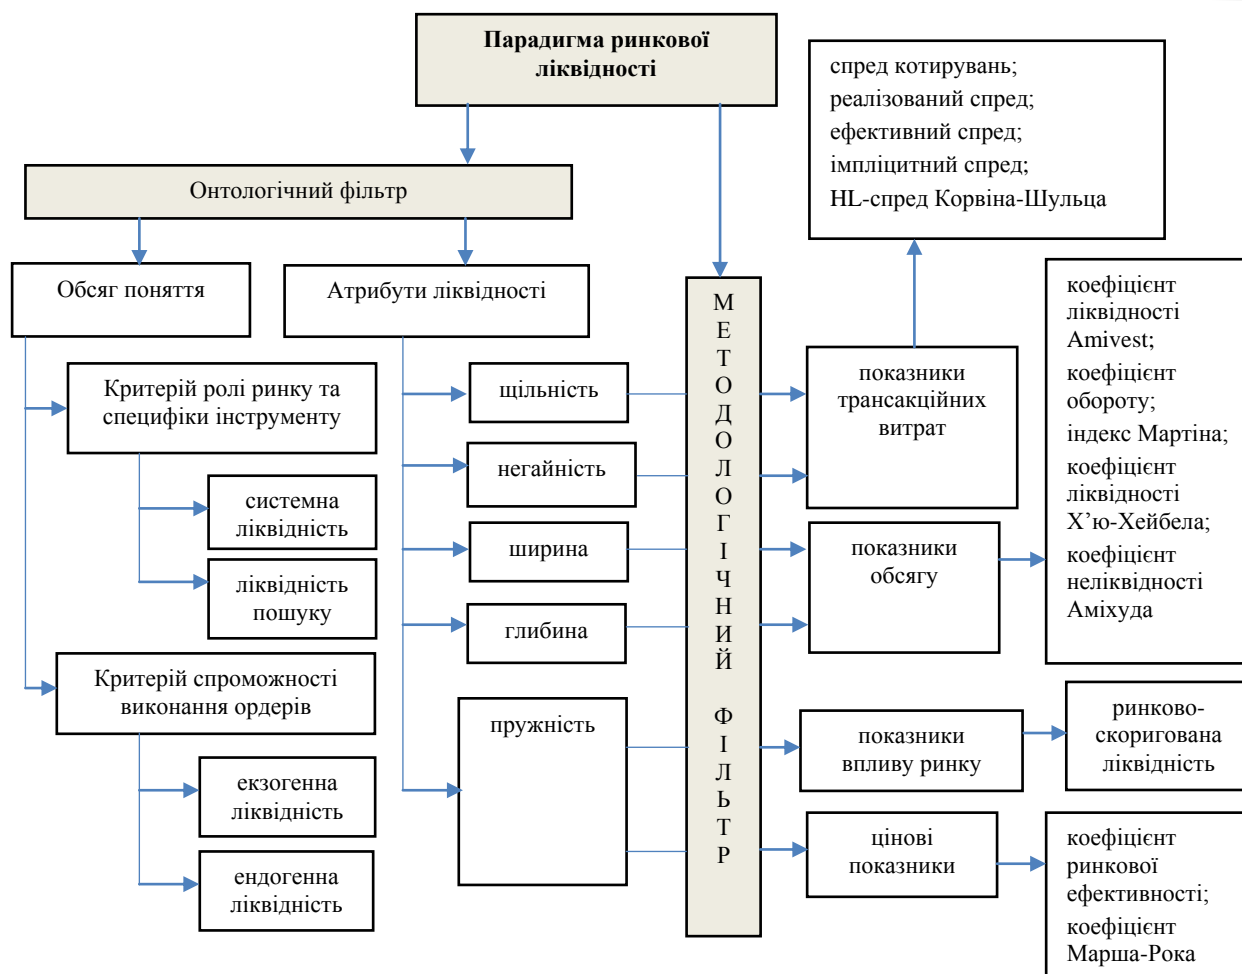 Парадигма ринкової
ліквідності
спред котирувань;
реалізований спред;
ефективний спред;
імпліцитний спред;
HL-спред Корвіна-Шульца
Онтологічний фільтр
Обсяг поняття
Атрибути ліквідності
Критерій ролі ринку та
специфіки інструменту
системна
ліквідність
ліквідність
пошуку
Критерій спроможності
виконання ордерів
екзогенна
ліквідність
ендогенна
ліквідність
щільність
негайність
ширина
глибина
пружність
М
Е
Т
О
Д
О
Л
О
Г
І
Ч
Н
И
Й
Ф
І
Л
Ь
Т
Р
показники
трансакційних
витрат
показники
обсягу
показники
впливу ринку
цінові
показники
коефіцієнт
ліквідності
Amivest;
коефіцієнт
обороту;
індекс Мартіна;
коефіцієнт
ліквідності
Х’ю-Хейбела;
коефіцієнт
неліквідності
Аміхуда
ринково-
скоригована
ліквідність
коефіцієнт
ринкової
ефективності;
коефіцієнт
Марша-Рока